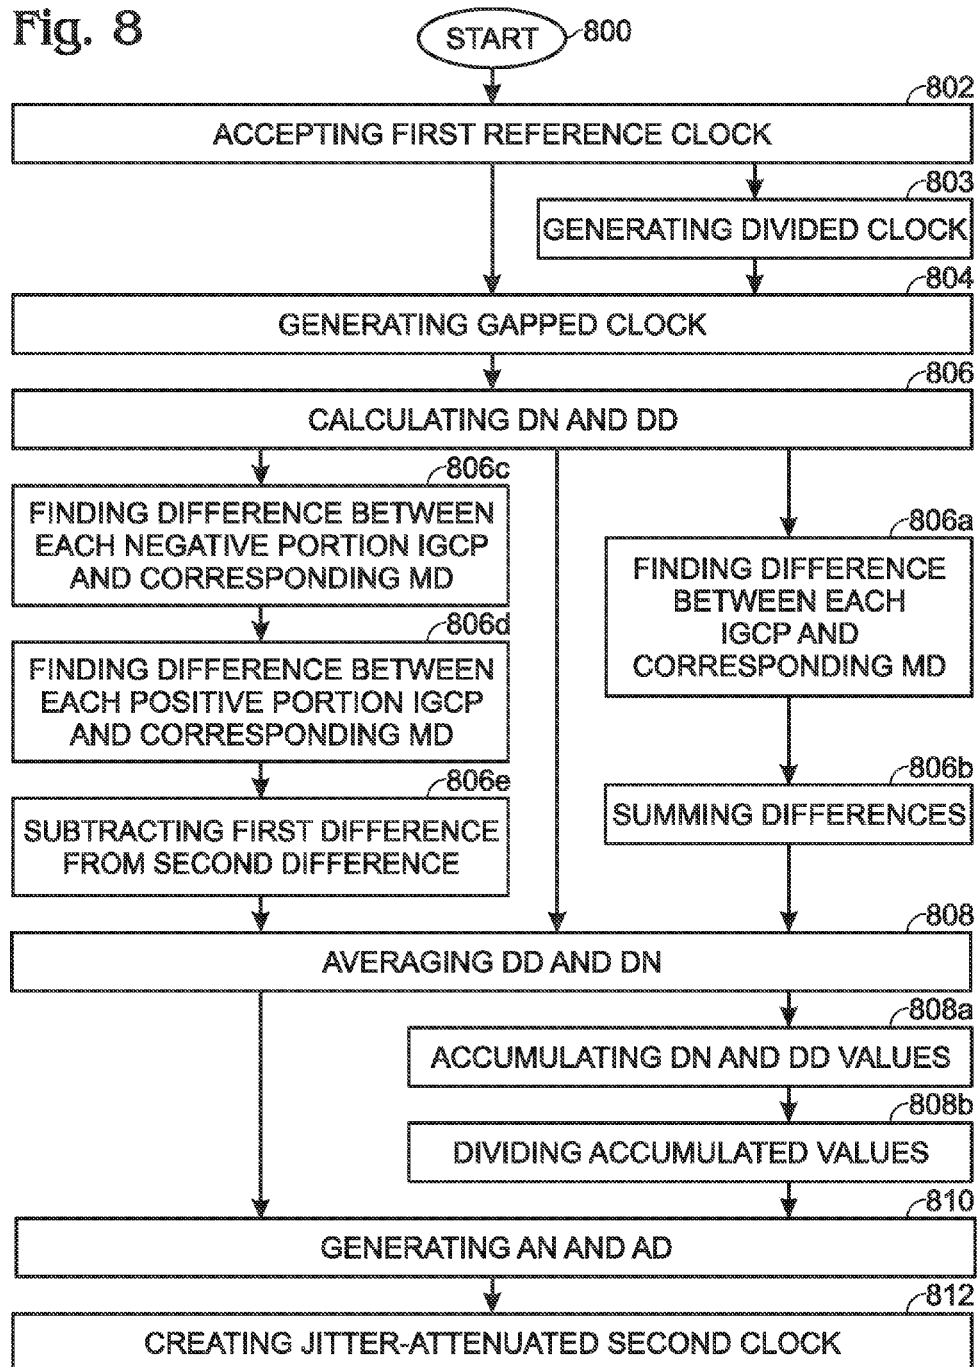 Fig. 8
START
800
802
ACCEPTING FIRST REFERENCE CLOCK
803
GENERATING DIVIDED CLOCK
804
GENERATING GAPPED CLOCK
806
CALCULATING DN AND DD
806c
FINDING DIFFERENCE BETWEEN
EACH NEGATIVE PORTION IGCP
AND CORRESPONDING MD
806d
FINDING DIFFERENCE BETWEEN
EACH POSITIVE PORTION IGCP
AND CORRESPONDING MD
806e
SUBTRACTING FIRST DIFFERENCE
FROM SECOND DIFFERENCE
806a
FINDING DIFFERENCE
BETWEEN EACH
IGCP AND
CORRESPONDING MD
806b
SUMMING DIFFERENCES
808
AVERAGING DD AND DN
808a
ACCUMULATING DN AND DD VALUES
808b
DIVIDING ACCUMULATED VALUES
810
GENERATING AN AND AD
812
CREATING JITTER-ATTENUATED SECOND CLOCK